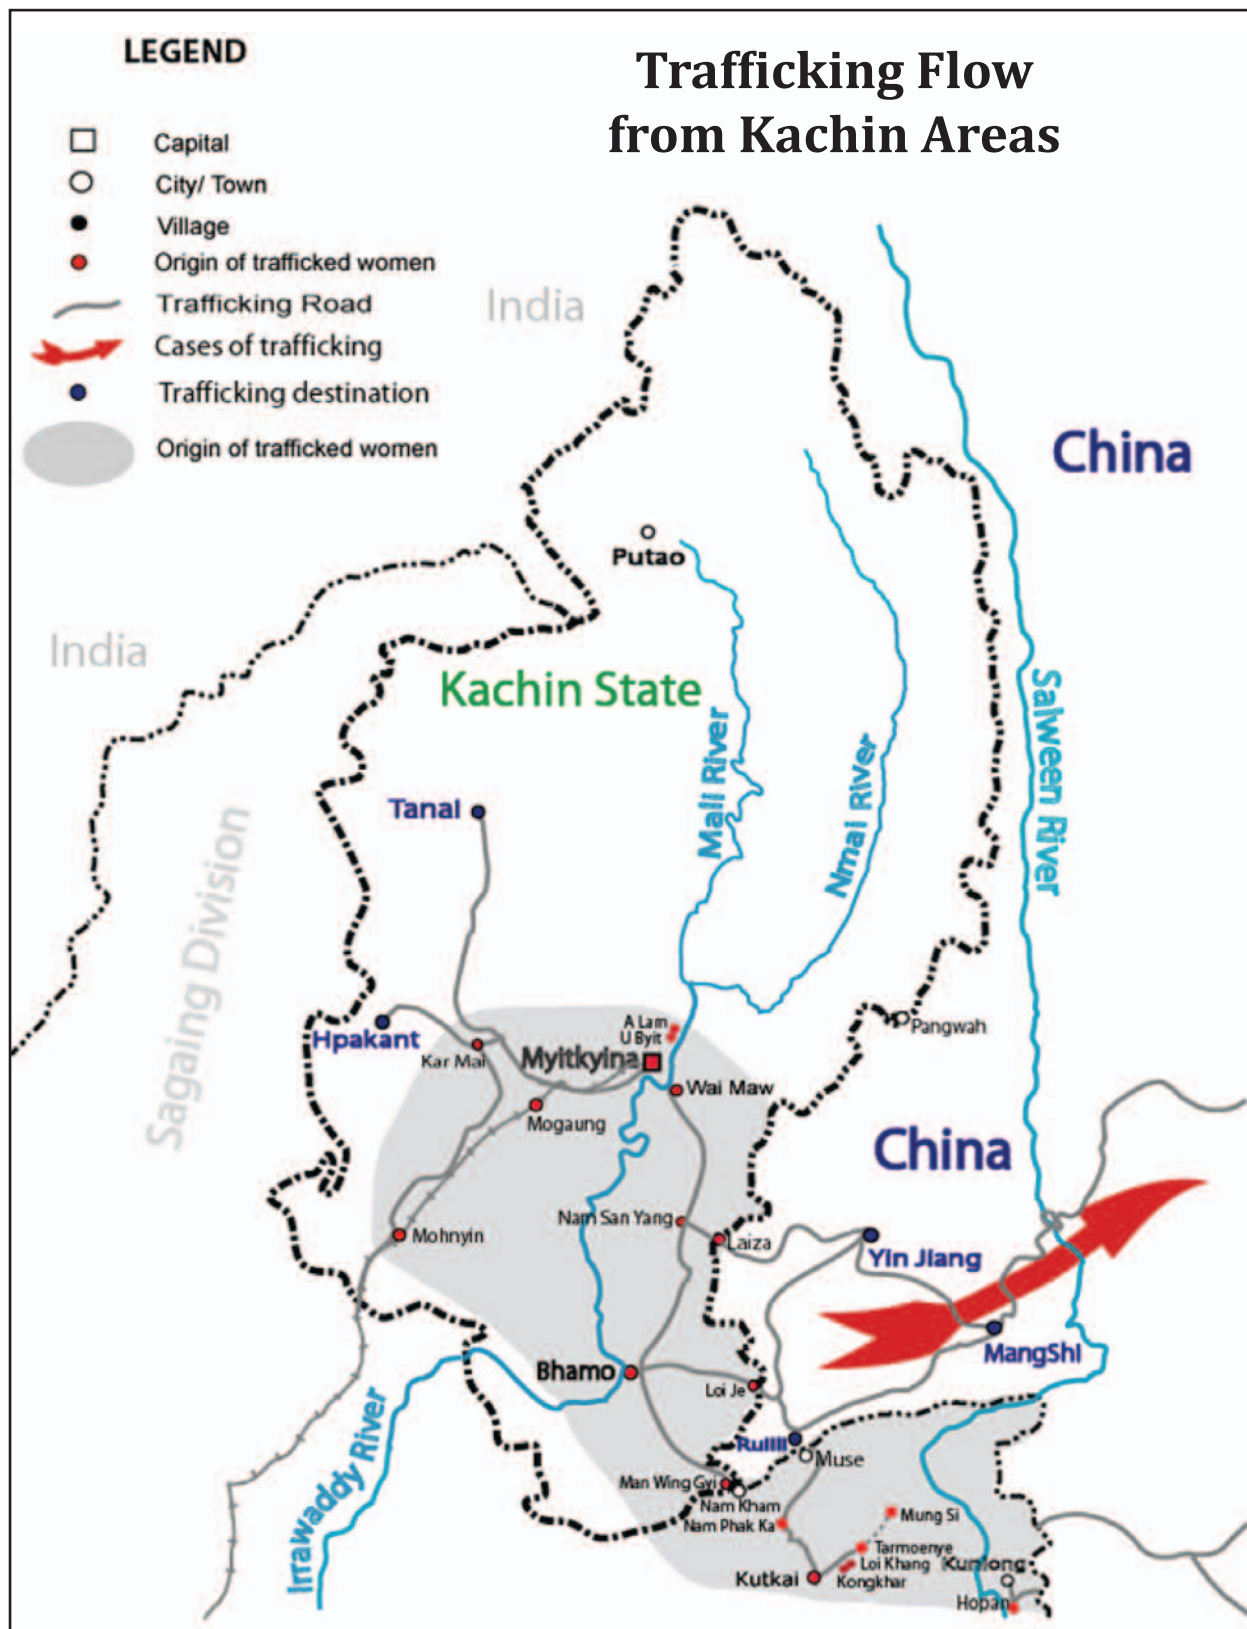 LEGEND
Trafficking Flow
from Kachin Areas
Capital
City/ Town
Village
Origin of trafficked women
Trafficking Road
Cases of trafficking
Trafficking destination
Origin of trafficked women
India
China
Putao
India
Kachin State
Salween River
Mali River
Nmai River
Tanai
Sagaing Division
Hpakant
A Lam
U Byit
Pangwah
Kar Mai
Myitkyina
Wai Maw
Mogaung
China
Nam San Yang
Mohnyin
Laiza
Yin Jiang
MangShi
Bhamo
Loi Je
Irrawaddy River
Ruili
Muse
Man Wing Gyi
Nam Kham
Nam Phak Ka
Mung Si
Tarmoenye
Loi Khang
Kunlong
Kutkai
Kongkhar
Hopan